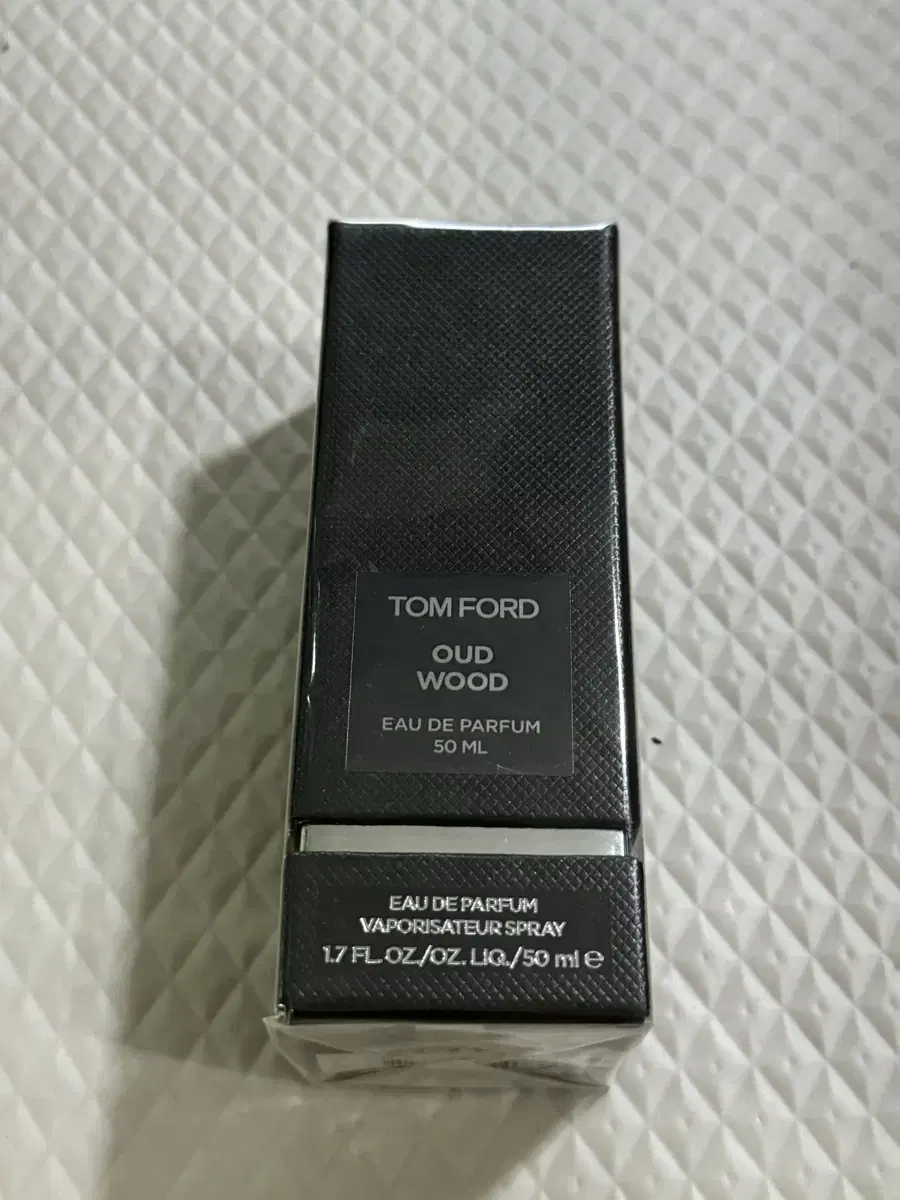 TOM FORD
OUD
WOOD
EAU DE PARFUM
50 ML
EAU DE PARFUM
VAPORISATEUR SPRAY
1.7 FL.OZ./OZ. LIQ./50 ml ℮